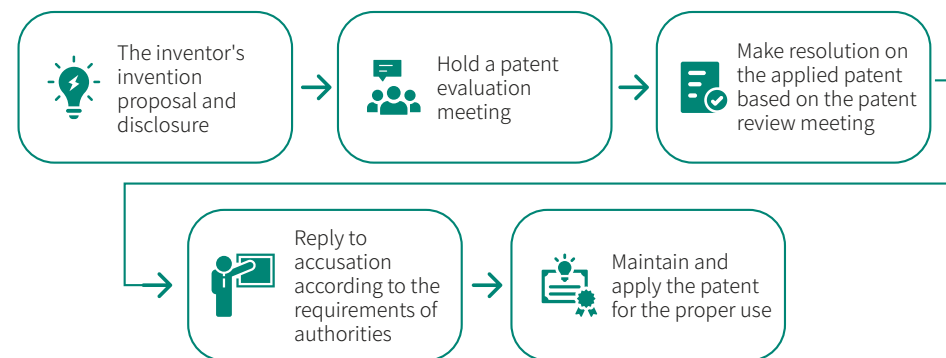 The inventor's
invention
proposal and
disclosure
Hold a patent
evaluation
meeting
Make resolution on
the applied patent
based on the patent
review meeting
Reply to
accusation
according to the
requirements of
authorities
Maintain and
apply the patent
for the proper use